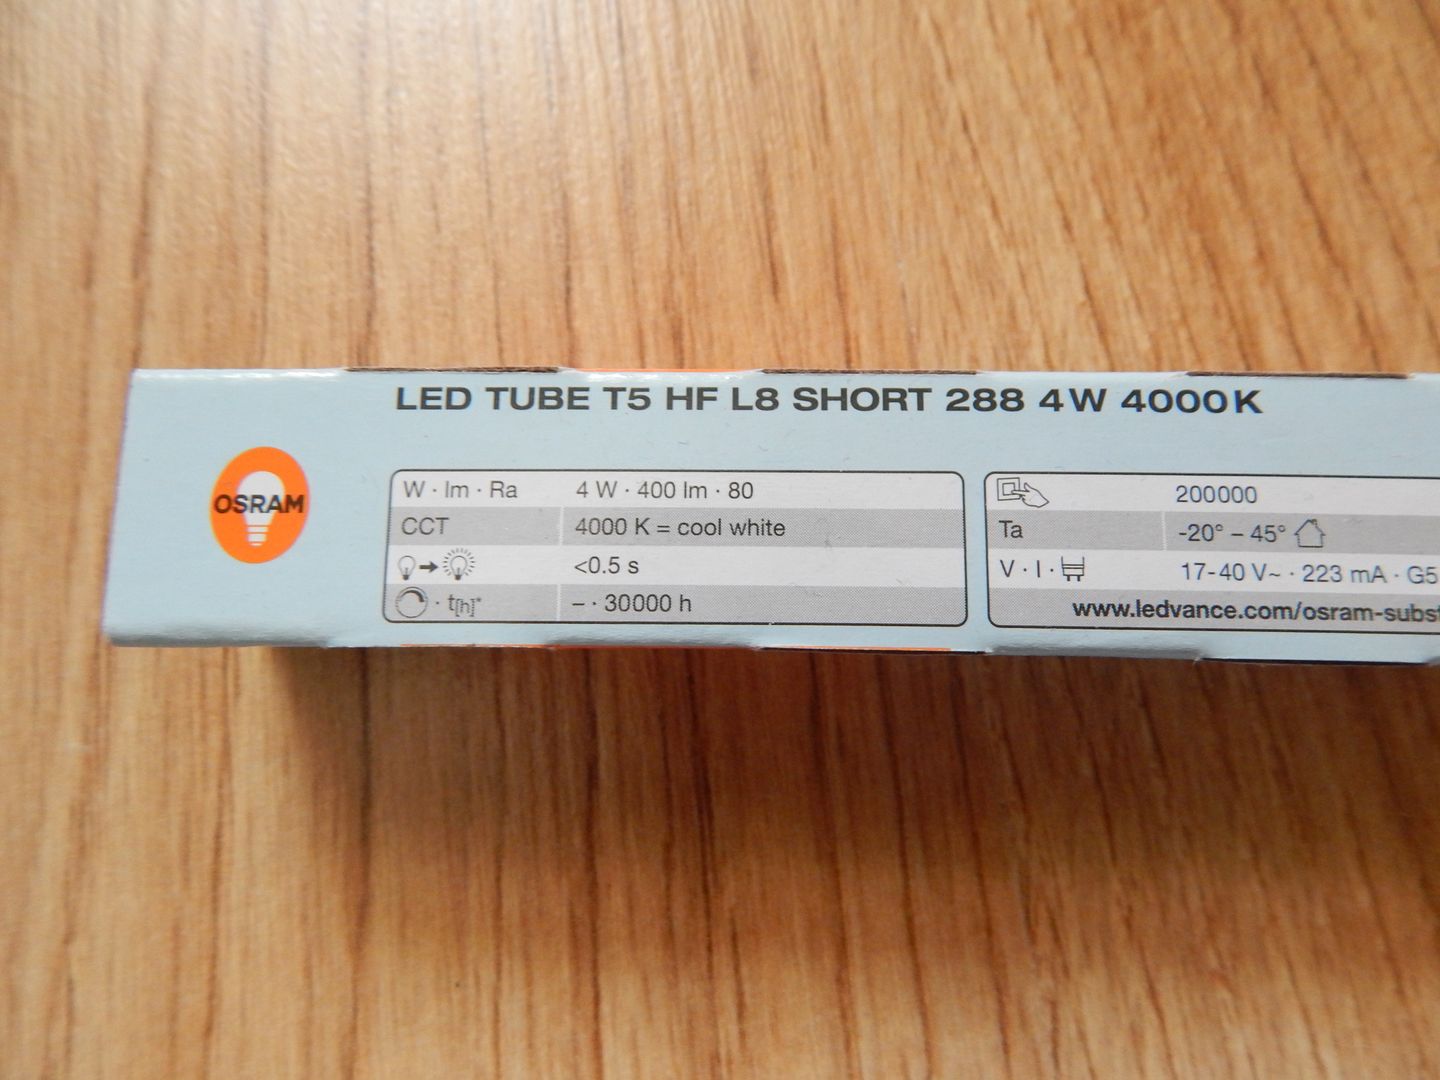 LED TUBE T5 HF L8 SHORT 288 4W 4000K
OSRAM
W · lm · Ra 4 W · 400 lm · 80
CCT 4000 K = cool white
<0.5 s
· t[h]* – · 30000 h
200000
Ta -20° – 45°
V · I · 17-40 V~ · 223 mA · G5
www.ledvance.com/osram-subst